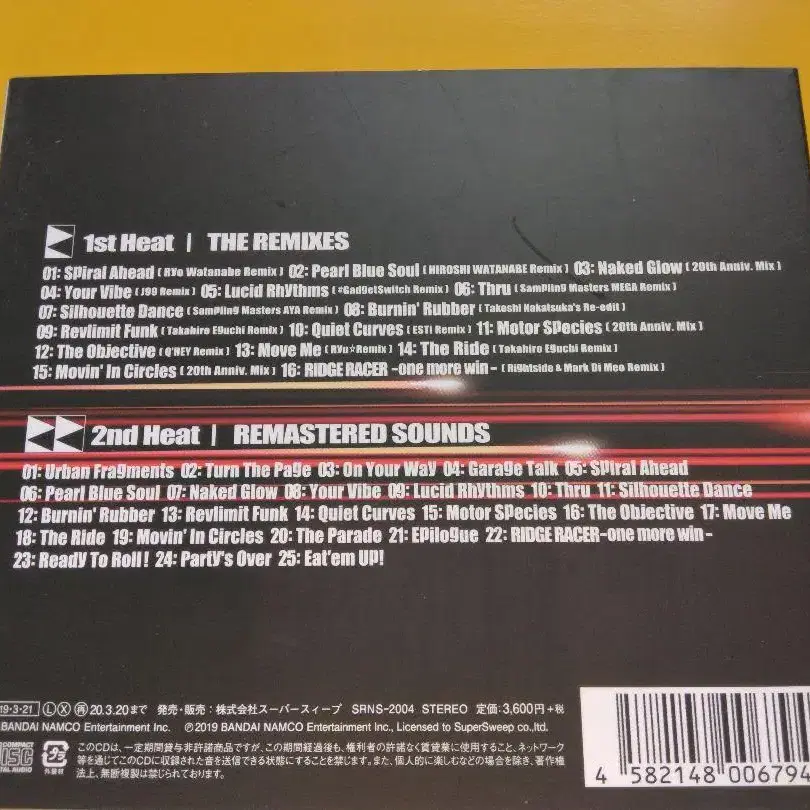 1st Heat | THE REMIXES
01: Spiral Ahead ( Ryo Watanabe Remix ) 02: Pearl Blue Soul ( HIROSHI WATANABE Remix ) 03: Naked Glow ( 20th Anniv. Mix )
04: Your Vibe ( J99 Remix ) 05: Lucid Rhythms ( #GadgetSwitch Remix ) 06: Thru ( Sampling Masters MEGA Remix )
07: Silhouette Dance ( Sampling Masters AYA Remix ) 08: Burnin' Rubber ( Takeshi Nakatsuka's Re-edit )
09: Revlimit Funk ( Takahiro Eguchi Remix ) 10: Quiet Curves ( ESTi Remix ) 11: Motor Species ( 20th Anniv. Mix )
12: The Objective ( Q'HEY Remix ) 13: Move Me ( Ryu☆Remix ) 14: The Ride ( Takahiro Eguchi Remix )
15: Movin' In Circles ( 20th Anniv. Mix ) 16: RIDGE RACER -one more win- ( Rightside & Mark Di Meo Remix )
2nd Heat | REMASTERED SOUNDS
01: Urban Fragments 02: Turn The Page 03: On Your Way 04: Garage Talk 05: Spiral Ahead
06: Pearl Blue Soul 07: Naked Glow 08: Your Vibe 09: Lucid Rhythms 10: Thru 11: Silhouette Dance
12: Burnin' Rubber 13: Revlimit Funk 14: Quiet Curves 15: Motor Species 16: The Objective 17: Move Me
18: The Ride 19: Movin' In Circles 20: The Parade 21: Epilogue 22: RIDGE RACER-one more win-
23: Ready To Roll! 24: Party's Over 25: Eat'em UP!
19・3・21 Ⓛ Ⓧ ㊐ 20.3.20まで 発売・販売：株式会社スーパースィープ SRNS-2004 STEREO 定価：3,600円+税
BANDAI NAMCO Entertainment Inc. ℗2019 BANDAI NAMCO Entertainment Inc., Licensed to SuperSweep co.,ltd.
COMPACT
DISC
DIGITAL AUDIO
外装材
このCDは、一定期間貸与非許諾商品ですが、この期間経過後も、権利者の許諾なく賃貸業に使用すること、ネットワーク
等を通じてこのCDに収録された音を送信できる状態にすることを禁じます。また、個人的に楽しむなどの場合を除き、著作権
法上、無断複製は禁じられております。
4 582148 006794